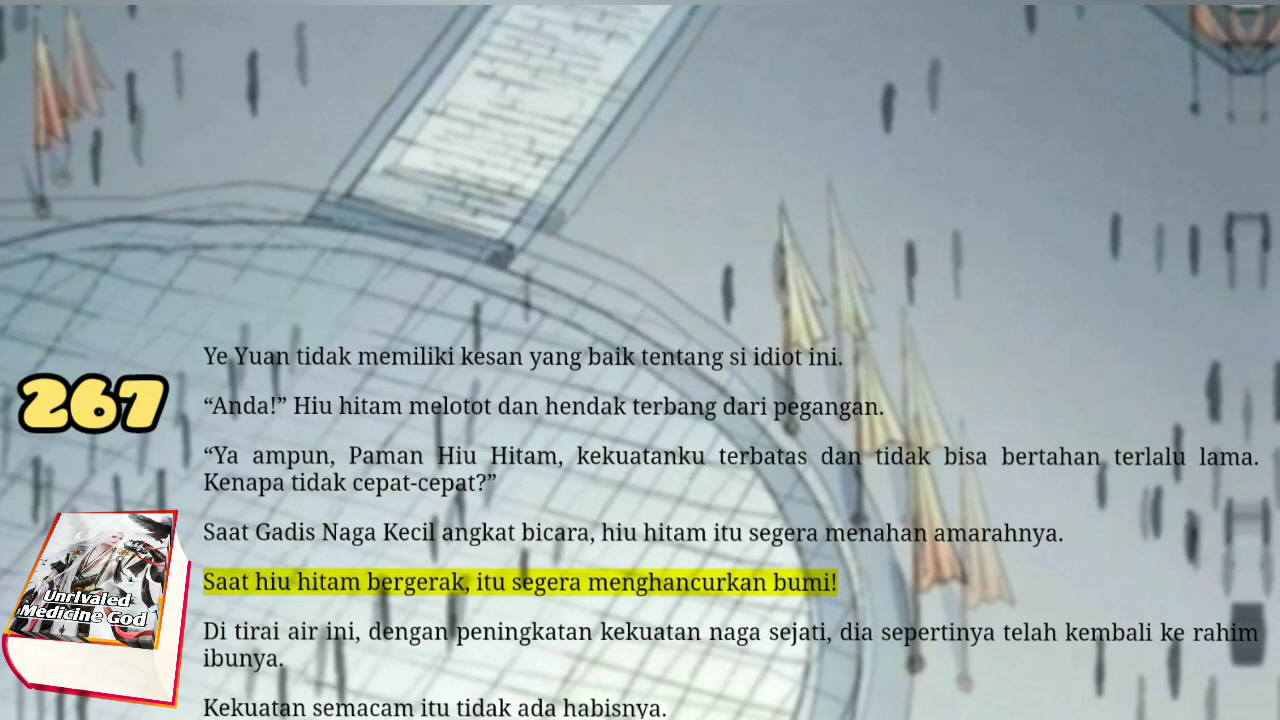 Ye Yuan tidak memiliki kesan yang baik tentang si idiot ini.
“Anda!” Hiu hitam melotot dan hendak terbang dari pegangan.
“Ya ampun, Paman Hiu Hitam, kekuatanku terbatas dan tidak bisa bertahan terlalu lama.
Kenapa tidak cepat-cepat?”
Saat Gadis Naga Kecil angkat bicara, hiu hitam itu segera menahan amarahnya.
Saat hiu hitam bergerak, itu segera menghancurkan bumi!
Di tirai air ini, dengan peningkatan kekuatan naga sejati, dia sepertinya telah kembali ke rahim
ibunya.
Kekuatan semacam itu tidak ada habisnya.
267
Unrivaled
Medicine God